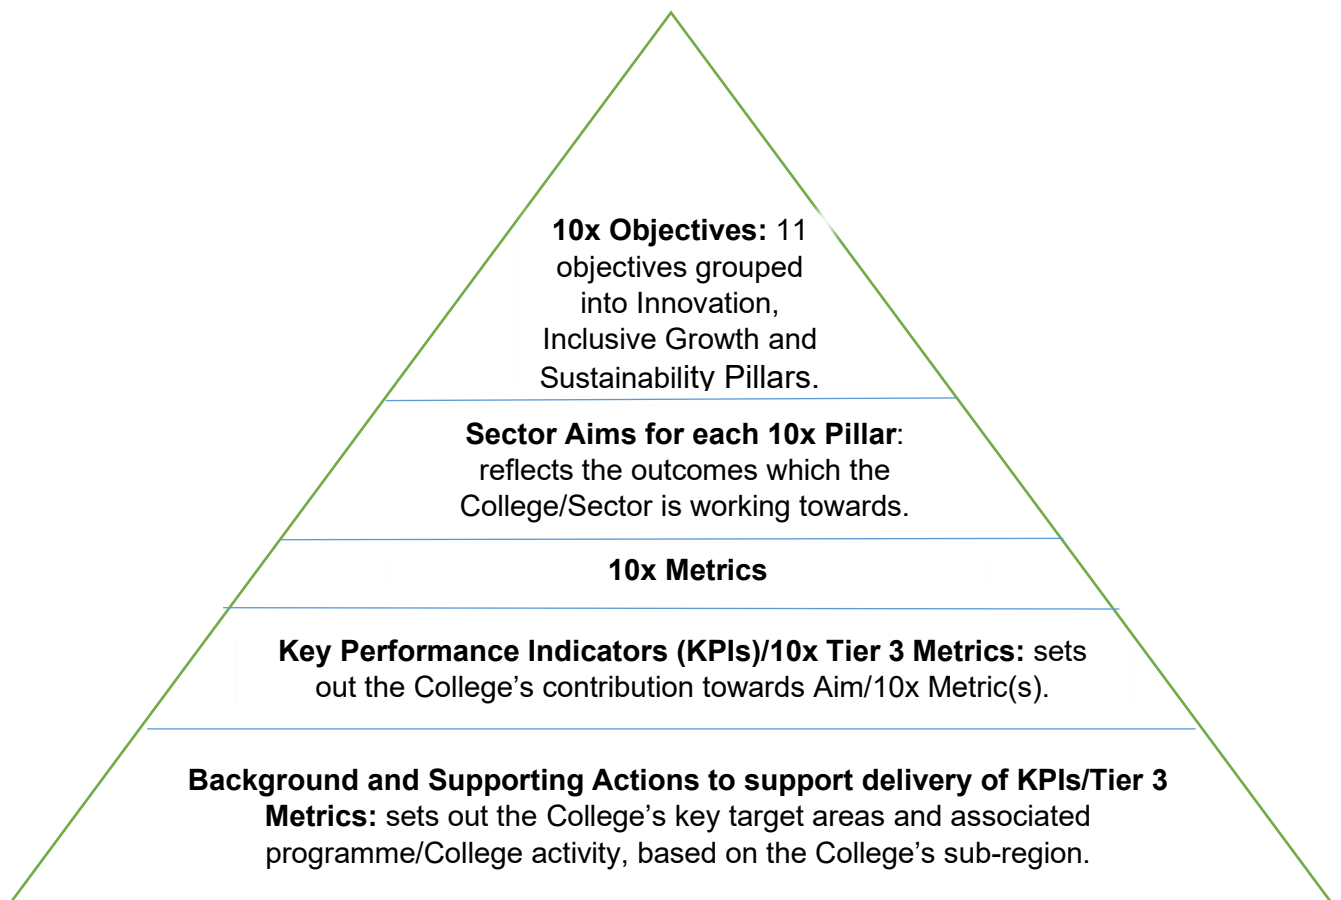 10x Objectives: 11
objectives grouped
into Innovation,
Inclusive Growth and
Sustainability Pillars.
Sector Aims for each 10x Pillar:
reflects the outcomes which the
College/Sector is working towards.
10x Metrics
Key Performance Indicators (KPIs)/10x Tier 3 Metrics: sets
out the College’s contribution towards Aim/10x Metric(s).
Background and Supporting Actions to support delivery of KPIs/Tier 3
Metrics: sets out the College’s key target areas and associated
programme/College activity, based on the College’s sub-region.